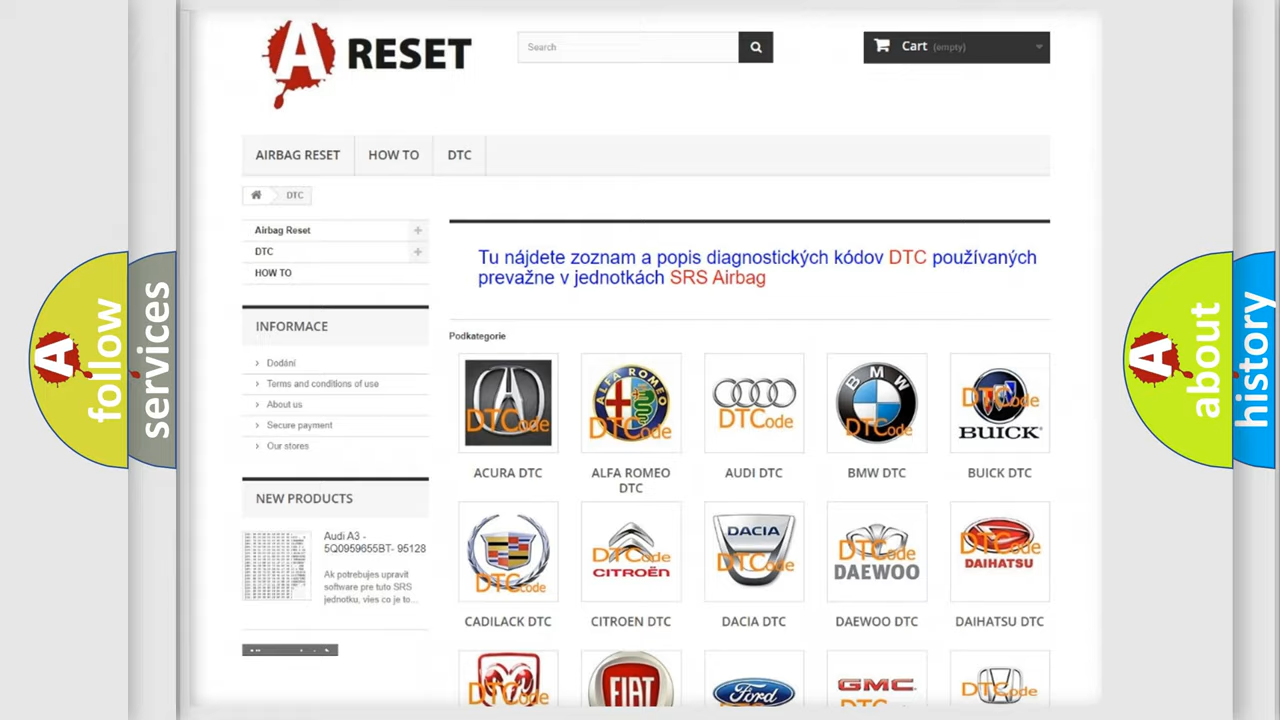 A RESET
Search
Cart (empty)
AIRBAG RESET
HOW TO
DTC
DTC
Airbag Reset
DTC
HOW TO
INFORMACE
Dodání
Terms and conditions of use
About us
Secure payment
Our stores
NEW PRODUCTS
Audi A3 -
5Q0959655BT- 95128
Ak potrebujes upravit
software pre tuto SRS
jednotku, vies co je to...
Tu nájdete zoznam a popis diagnostických kódov DTC používaných
prevažne v jednotkách SRS Airbag
Podkategorie
DTCode
ALFA ROMEO
DTCode
DTCode
BMW
DTCode
DTCode
BUICK
ACURA DTC
ALFA ROMEO
DTC
AUDI DTC
BMW DTC
BUICK DTC
DTCode
DTCode
CITROËN
DACIA
DTCode
DTCode
DAEWOO
DTCode
DAIHATSU
CADILACK DTC
CITROEN DTC
DACIA DTC
DAEWOO DTC
DAIHATSU DTC
DTCode
FIAT
Ford
GMC
DTCode
A follow
services
A about
history